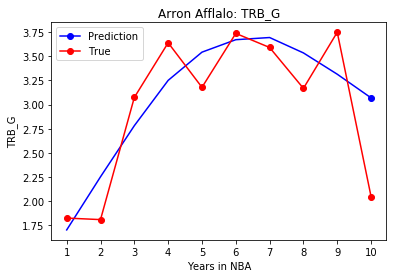 Arron Afflalo: TRB_G
Prediction
True
TRB_G
3.75
3.50
3.25
3.00
2.75
2.50
2.25
2.00
1.75
1 2 3 4 5 6 7 8 9 10
Years in NBA